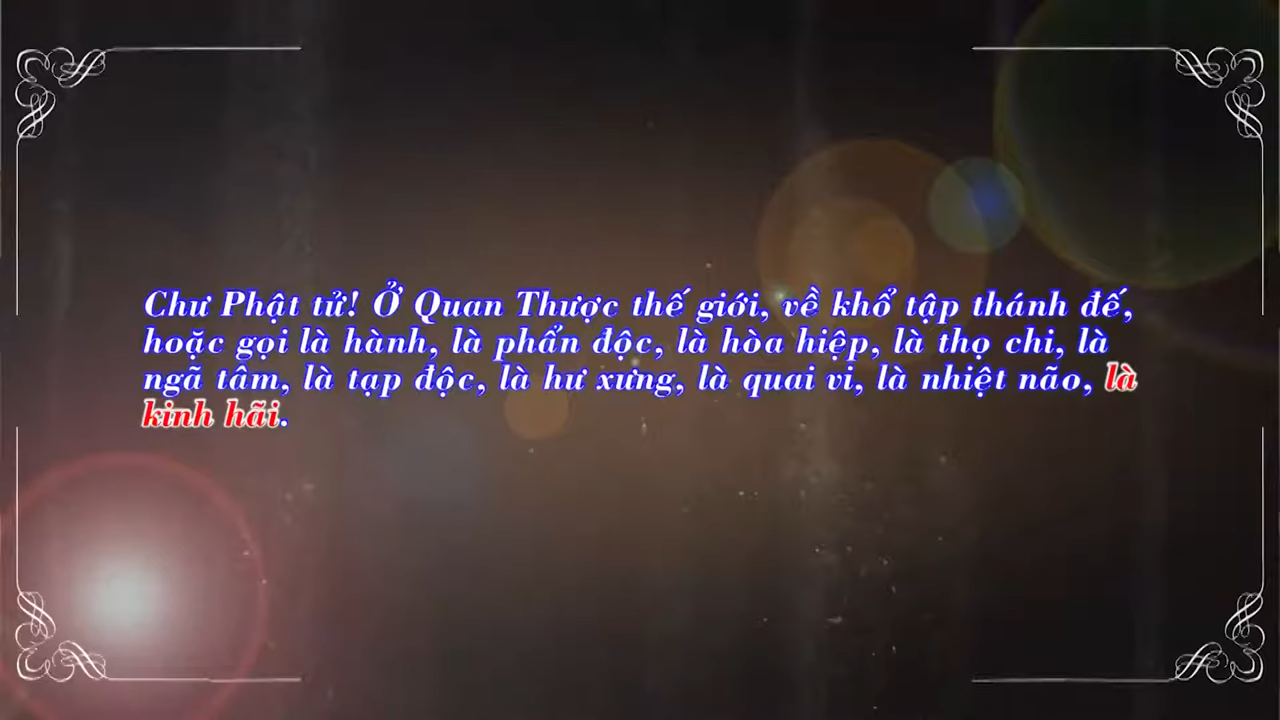 Chư Phật tử! Ở Quan Thược thế giới, về khổ tập thánh đế,
hoặc gọi là hành, là phẩn độc, là hòa hiệp, là thọ chi, là
ngã tâm, là tạp độc, là hư xưng, là quai vi, là nhiệt não, là
kinh hãi.